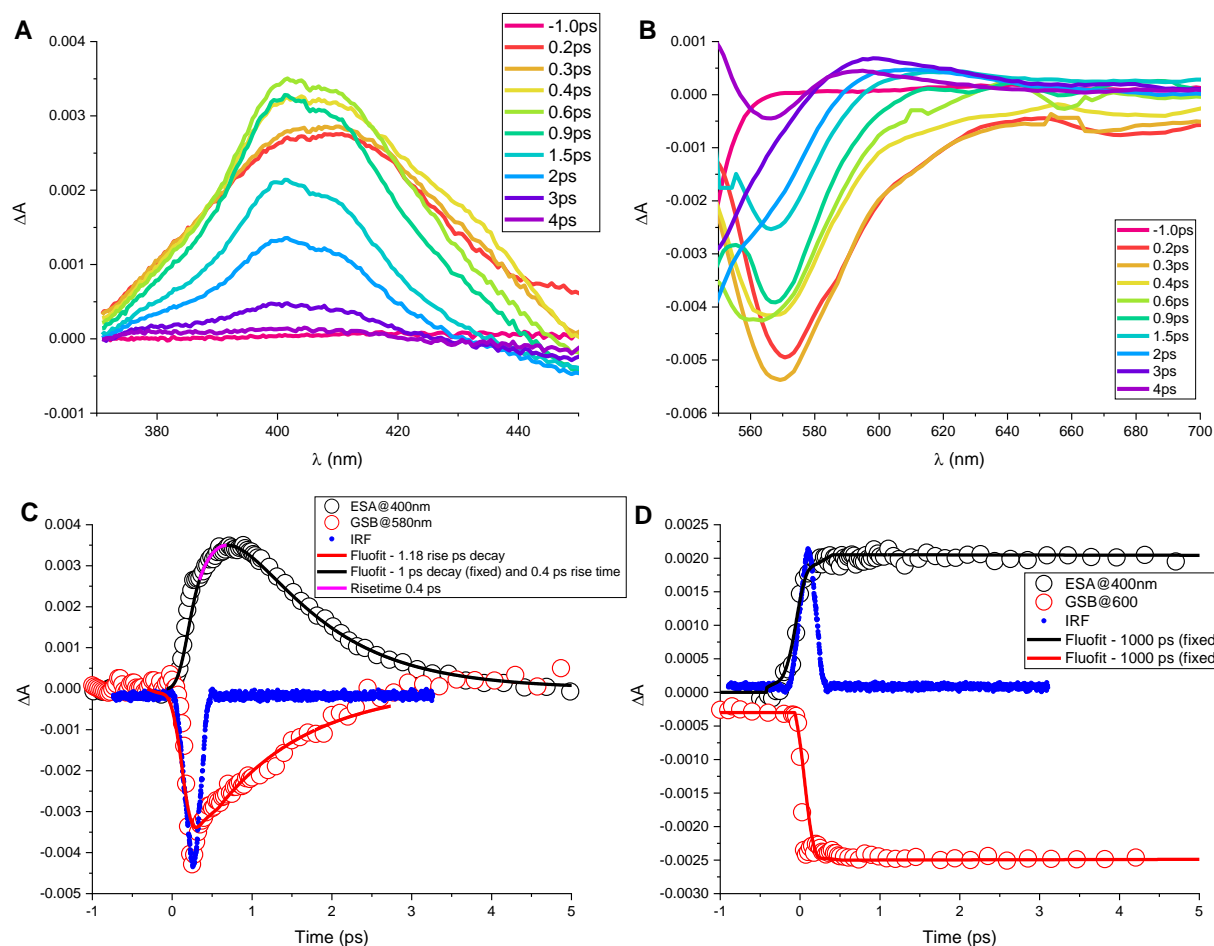 A
0.004
0.003
0.002
0.001
0.000
-0.001
ΔA
380
400
420
440
λ (nm)
-1.0ps
0.2ps
0.3ps
0.4ps
0.6ps
0.9ps
1.5ps
2ps
3ps
4ps
B
0.001
0.000
-0.001
-0.002
-0.003
-0.004
-0.005
-0.006
ΔA
560
580
600
620
640
660
680
700
λ (nm)
-1.0ps
0.2ps
0.3ps
0.4ps
0.6ps
0.9ps
1.5ps
2ps
3ps
4ps
C
0.004
0.003
0.002
0.001
0.000
-0.001
-0.002
-0.003
-0.004
-0.005
ΔA
-1
0
1
2
3
4
5
Time (ps)
ESA@400nm
GSB@580nm
IRF
Fluofit - 1.18 rise ps decay
Fluofit - 1 ps decay (fixed) and 0.4 ps rise time
Risetime 0.4 ps
D
0.0025
0.0020
0.0015
0.0010
0.0005
0.0000
-0.0005
-0.0010
-0.0015
-0.0020
-0.0025
-0.0030
ΔA
-1
0
1
2
3
4
5
Time (ps)
ESA@400nm
GSB@600
IRF
Fluofit - 1000 ps (fixed)
Fluofit - 1000 ps (fixed)